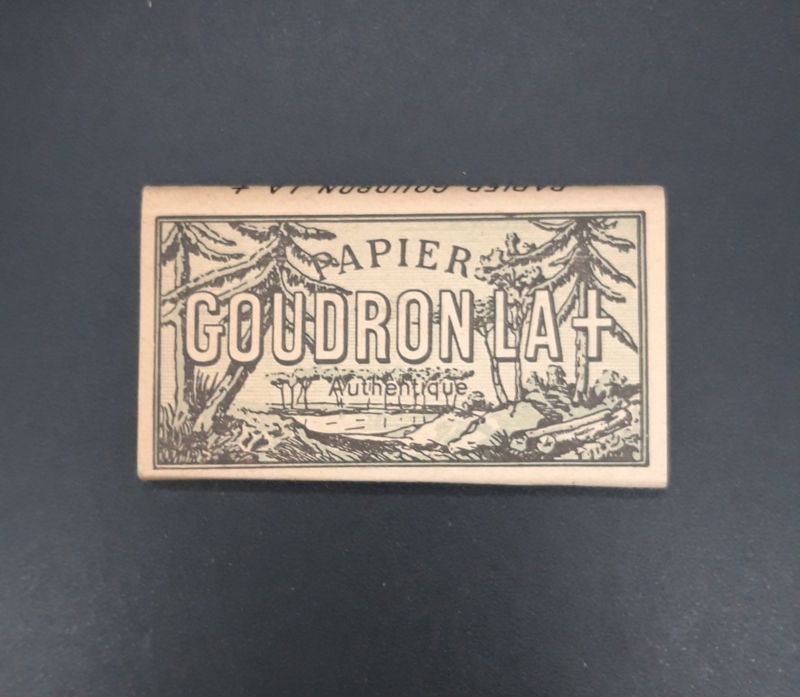 PAPIER GOUDRON LA +
PAPIER
GOUDRON LA +
Authentique